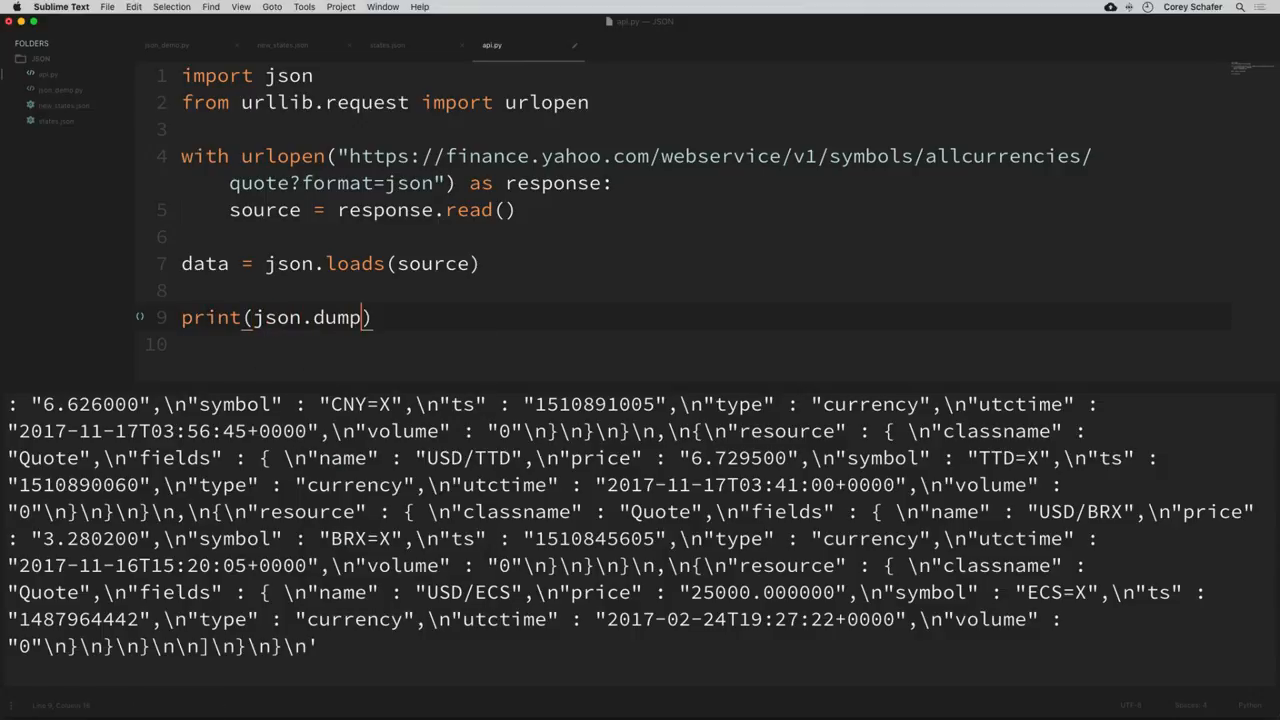 Sublime Text File Edit Selection Find View Goto Tools Project Window Help Corey Schafer
api.py — JSON
FOLDERS
JSON
api.py
json_demo.py
new_states.json
states.json
json_demo.py new_states.json states.json api.py
1 import json
2 from urllib.request import urlopen
3
4 with urlopen("https://finance.yahoo.com/webservice/v1/symbols/allcurrencies/
quote?format=json") as response:
5 source = response.read()
6
7 data = json.loads(source)
8
9 print(json.dump)
10
: "6.626000",\n"symbol" : "CNY=X",\n"ts" : "1510891005",\n"type" : "currency",\n"utctime" :
"2017-11-17T03:56:45+0000",\n"volume" : "0"\n}\n}\n}\n,\n{\n"resource" : { \n"classname" :
"Quote",\n"fields" : { \n"name" : "USD/TTD",\n"price" : "6.729500",\n"symbol" : "TTD=X",\n"ts" :
"1510890060",\n"type" : "currency",\n"utctime" : "2017-11-17T03:41:00+0000",\n"volume" :
"0"\n}\n}\n}\n,\n{\n"resource" : { \n"classname" : "Quote",\n"fields" : { \n"name" : "USD/BRX",\n"price"
: "3.280200",\n"symbol" : "BRX=X",\n"ts" : "1510845605",\n"type" : "currency",\n"utctime" :
"2017-11-16T15:20:05+0000",\n"volume" : "0"\n}\n}\n}\n,\n{\n"resource" : { \n"classname" :
"Quote",\n"fields" : { \n"name" : "USD/ECS",\n"price" : "25000.000000",\n"symbol" : "ECS=X",\n"ts" :
"1487964442",\n"type" : "currency",\n"utctime" : "2017-02-24T19:27:22+0000",\n"volume" :
"0"\n}\n}\n}\n\n]\n}\n}\n'
UTF-8 Spaces: 4 Python